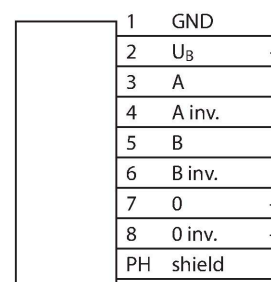 1 GND
2 U_B
3 A
4 A inv.
5 B
6 B inv.
7 0
8 0 inv.
PH shield